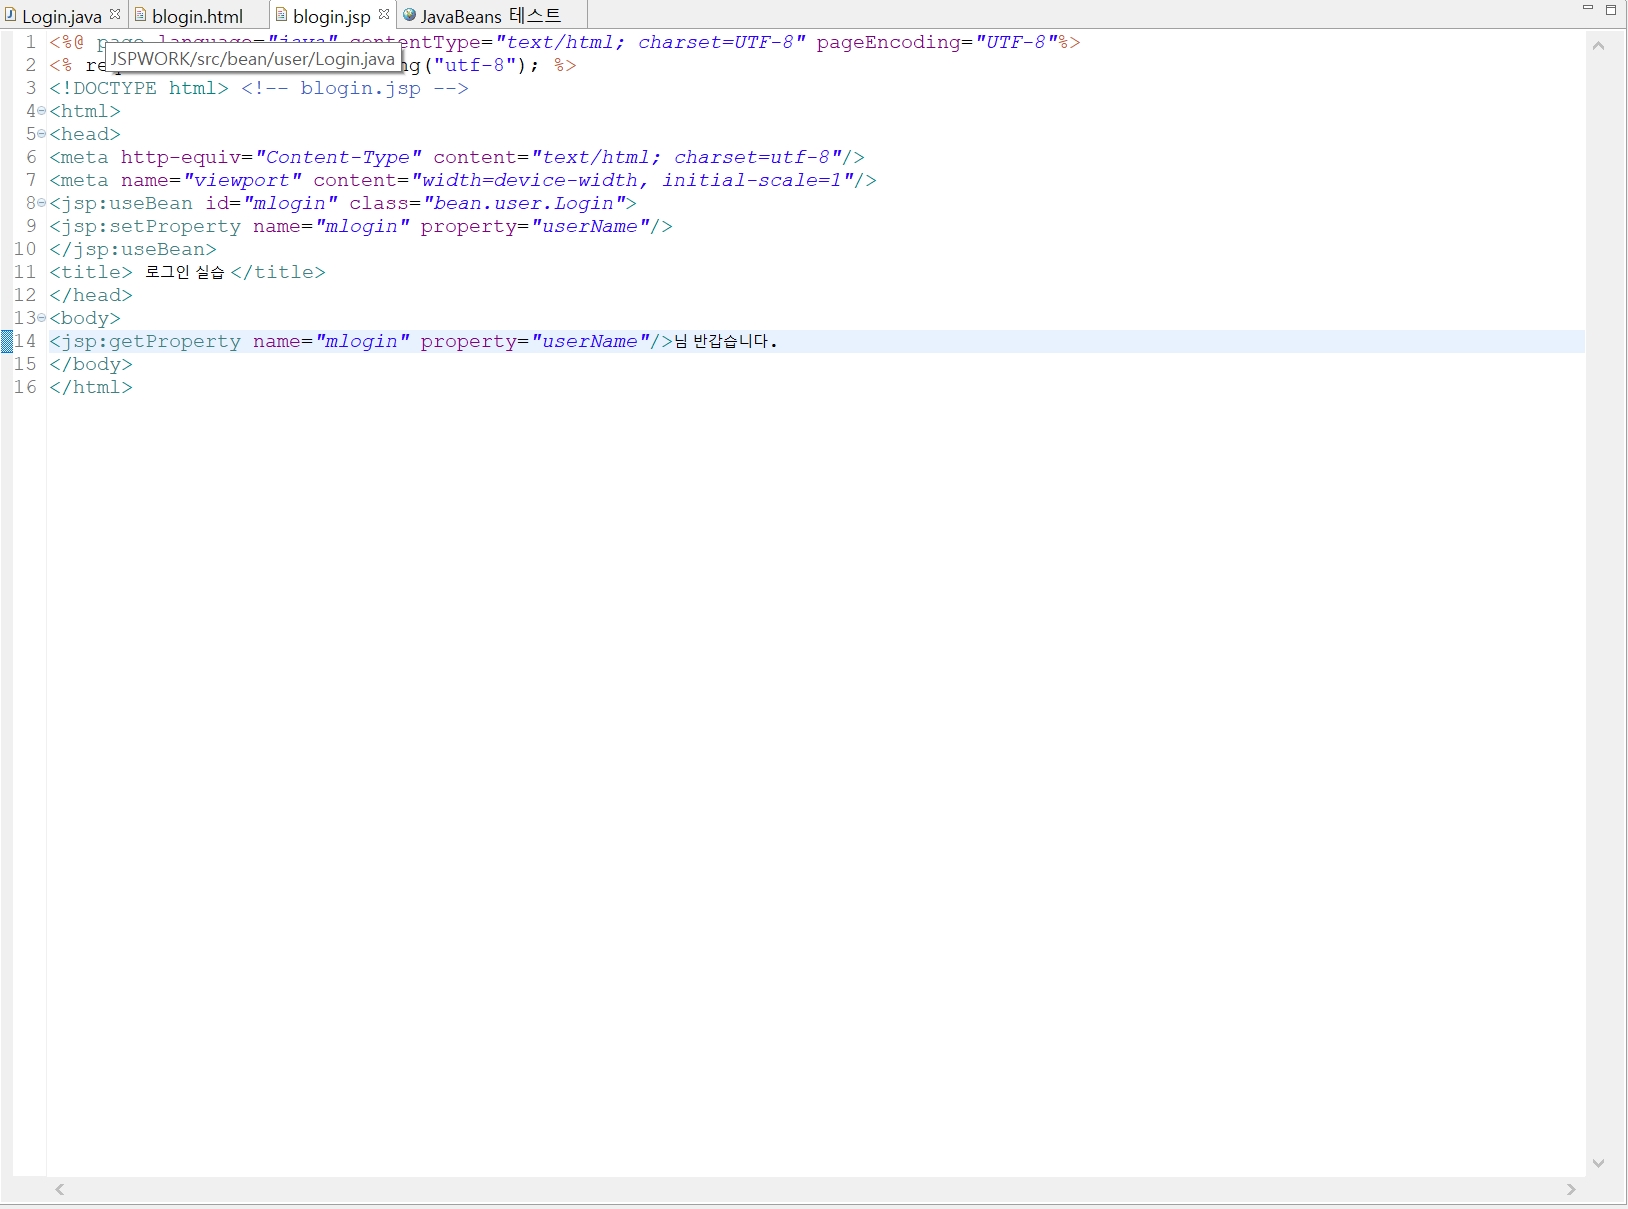 Login.java blogin.html blogin.jsp JavaBeans 테스트
1 <%@ page language="java" contentType="text/html; charset=UTF-8" pageEncoding="UTF-8"%>
JSPWORK/src/bean/user/Login.java
2 <% ng("utf-8"); %>
3 <!DOCTYPE html> <!-- blogin.jsp -->
4 <html>
5 <head>
6 <meta http-equiv="Content-Type" content="text/html; charset=utf-8"/>
7 <meta name="viewport" content="width=device-width, initial-scale=1"/>
8 <jsp:useBean id="mlogin" class="bean.user.Login">
9 <jsp:setProperty name="mlogin" property="userName"/>
10 </jsp:useBean>
11 <title> 로그인 실습 </title>
12 </head>
13 <body>
14 <jsp:getProperty name="mlogin" property="userName"/>님 반갑습니다.
15 </body>
16 </html>